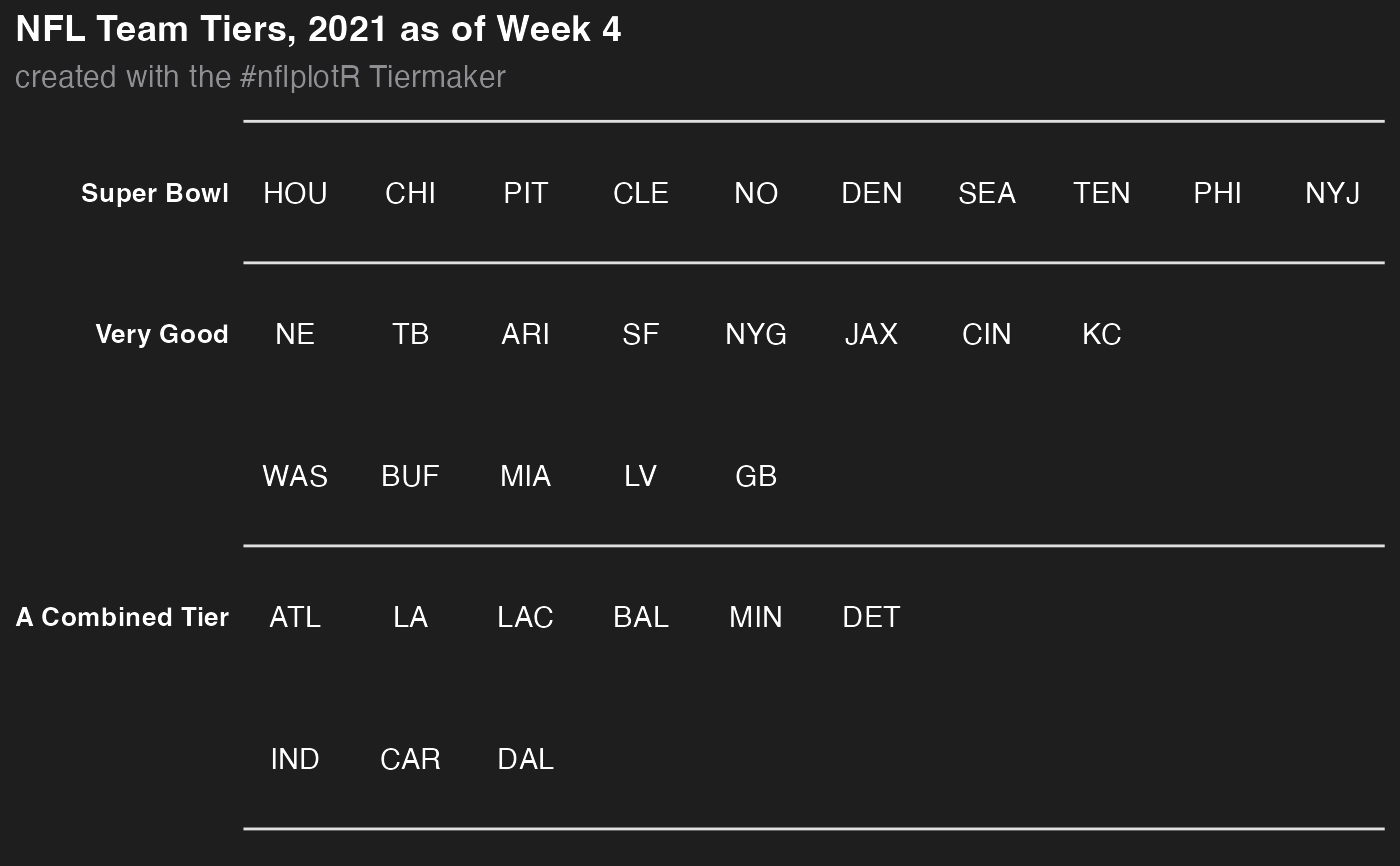 NFL Team Tiers, 2021 as of Week 4
created with the #nflplotR Tiermaker
Super Bowl HOU CHI PIT CLE NO DEN SEA TEN PHI NYJ
Very Good NE TB ARI SF NYG JAX CIN KC
WAS BUF MIA LV GB
A Combined Tier ATL LA LAC BAL MIN DET
IND CAR DAL